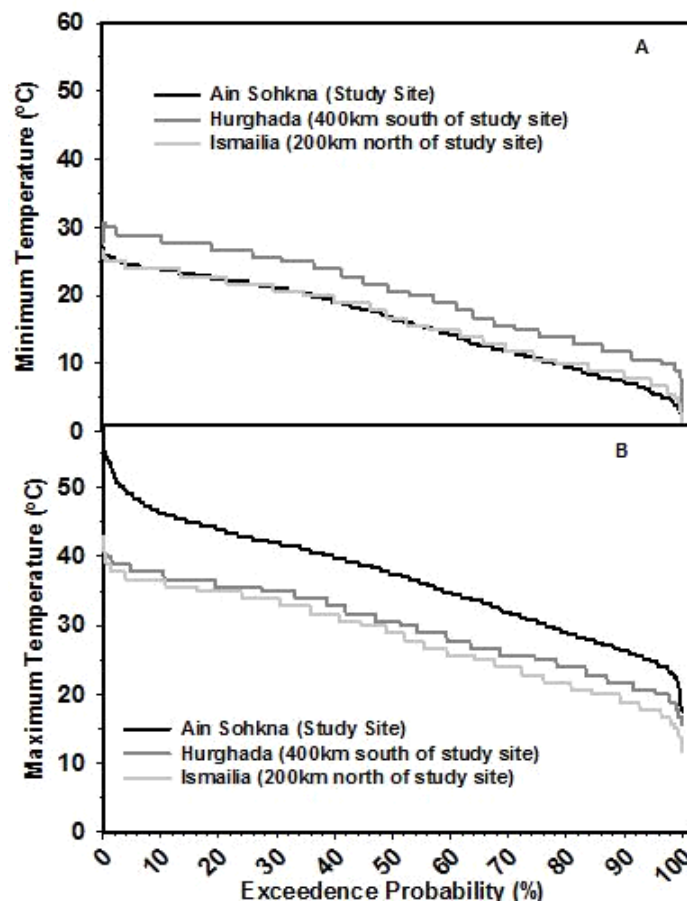 60
A
50
Ain Sohkna (Study Site)
Hurghada (400km south of study site)
Ismailia (200km north of study site)
40
30
20
10
0
Minimum Temperature (°C)
B
50
40
30
20
10
0
Maximum Temperature (°C)
Ain Sohkna (Study Site)
Hurghada (400km south of study site)
Ismailia (200km north of study site)
0 10 20 30 40 50 60 70 80 90 100
Exceedence Probability (%)